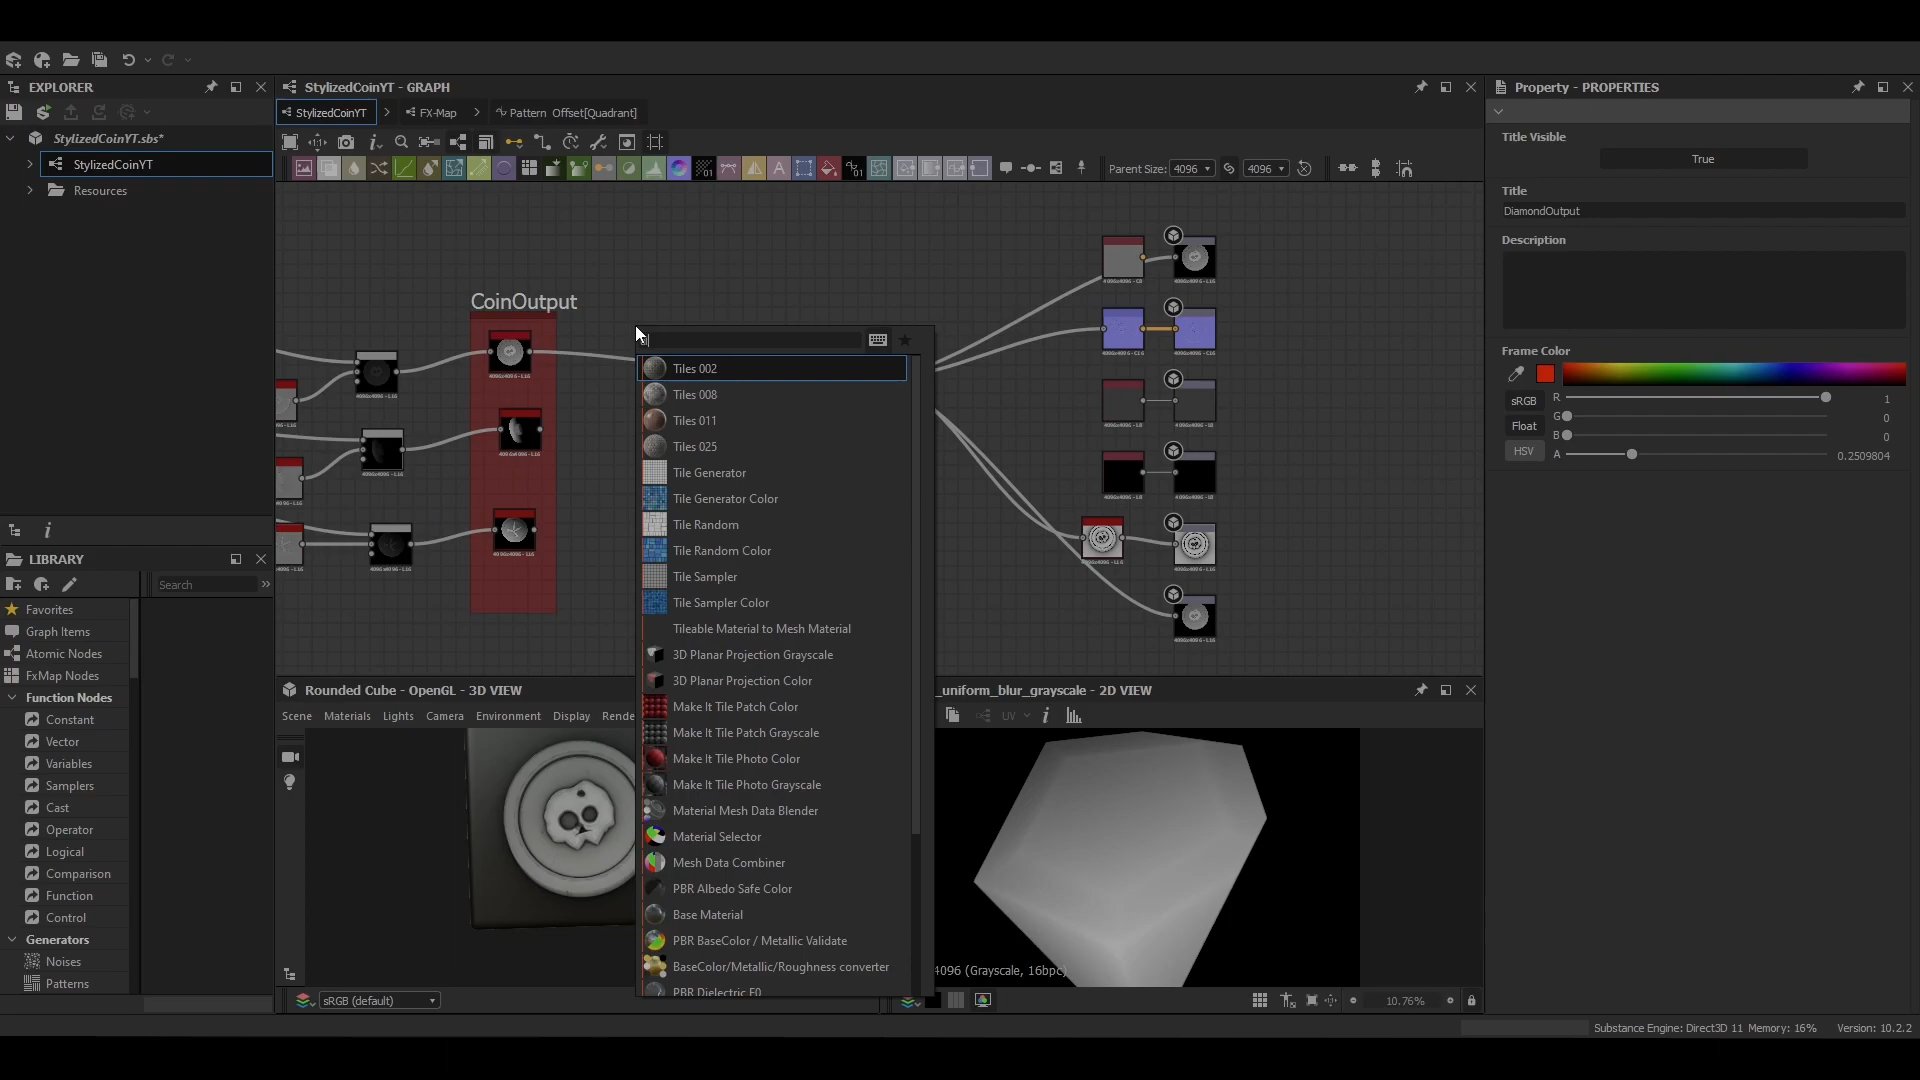 EXPLORER
StylizedCoinYT.sbs*
StylizedCoinYT
Resources
LIBRARY
Search
Favorites
Graph Items
Atomic Nodes
FxMap Nodes
Function Nodes
Constant
Vector
Variables
Samplers
Cast
Operator
Logical
Comparison
Function
Control
Generators
Noises
Patterns
StylizedCoinYT - GRAPH
StylizedCoinYT
FX-Map
Pattern Offset[Quadrant]
Parent Size: 4096
4096
CoinOutput
Tiles 002
Tiles 008
Tiles 011
Tiles 025
Tile Generator
Tile Generator Color
Tile Random
Tile Random Color
Tile Sampler
Tile Sampler Color
Tileable Material to Mesh Material
3D Planar Projection Grayscale
3D Planar Projection Color
Make It Tile Patch Color
Make It Tile Patch Grayscale
Make It Tile Photo Color
Make It Tile Photo Grayscale
Material Mesh Data Blender
Material Selector
Mesh Data Combiner
PBR Albedo Safe Color
Base Material
PBR BaseColor / Metallic Validate
BaseColor/Metallic/Roughness converter
PBR Dielectric F0
Rounded Cube - OpenGL - 3D VIEW
Scene Materials Lights Camera Environment Display Rende
sRGB (default)
_uniform_blur_grayscale - 2D VIEW
UV
4096 (Grayscale, 16bpc)
10.76%
Property - PROPERTIES
Title Visible
True
Title
DiamondOutput
Description
Frame Color
sRGB
Float
HSV
R 1
G 0
B 0
A 0.2509804
Substance Engine: Direct3D 11 Memory: 16% Version: 10.2.2